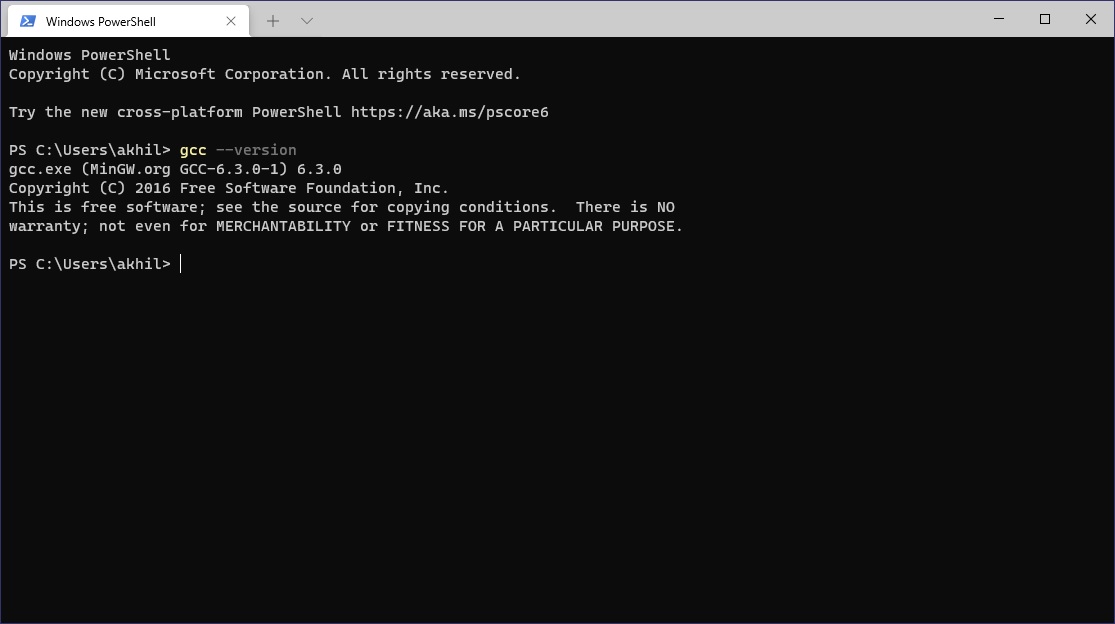 Windows PowerShell
Windows PowerShell
Copyright (C) Microsoft Corporation. All rights reserved.
Try the new cross-platform PowerShell https://aka.ms/pscore6
PS C:\Users\akhil> gcc --version
gcc.exe (MinGW.org GCC-6.3.0-1) 6.3.0
Copyright (C) 2016 Free Software Foundation, Inc.
This is free software; see the source for copying conditions.  There is NO
warranty; not even for MERCHANTABILITY or FITNESS FOR A PARTICULAR PURPOSE.
PS C:\Users\akhil>